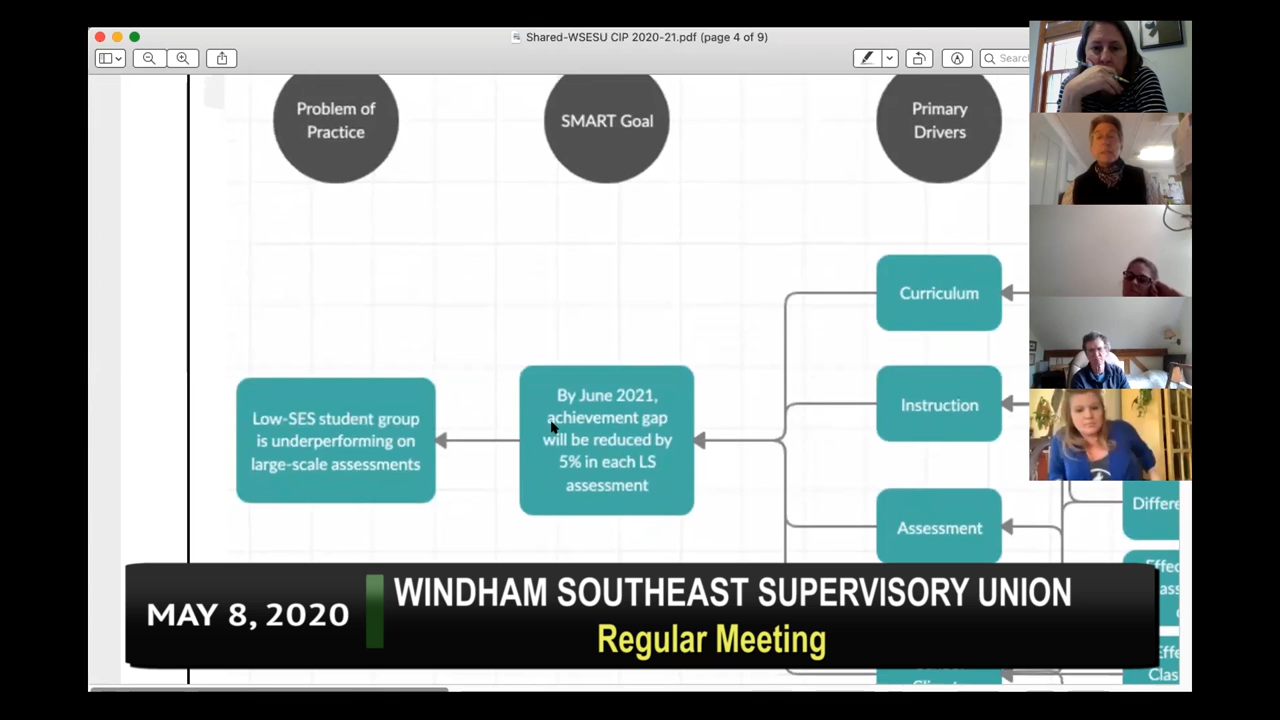 Shared-WSESU CIP 2020-21.pdf (page 4 of 9)
Search
Problem of
Practice
SMART Goal
Primary
Drivers
Curriculum
Instruction
Low-SES student group
is underperforming on
large-scale assessments
By June 2021,
achievement gap
will be reduced by
5% in each LS
assessment
Assessment
MAY 8, 2020
WINDHAM SOUTHEAST SUPERVISORY UNION
Regular Meeting